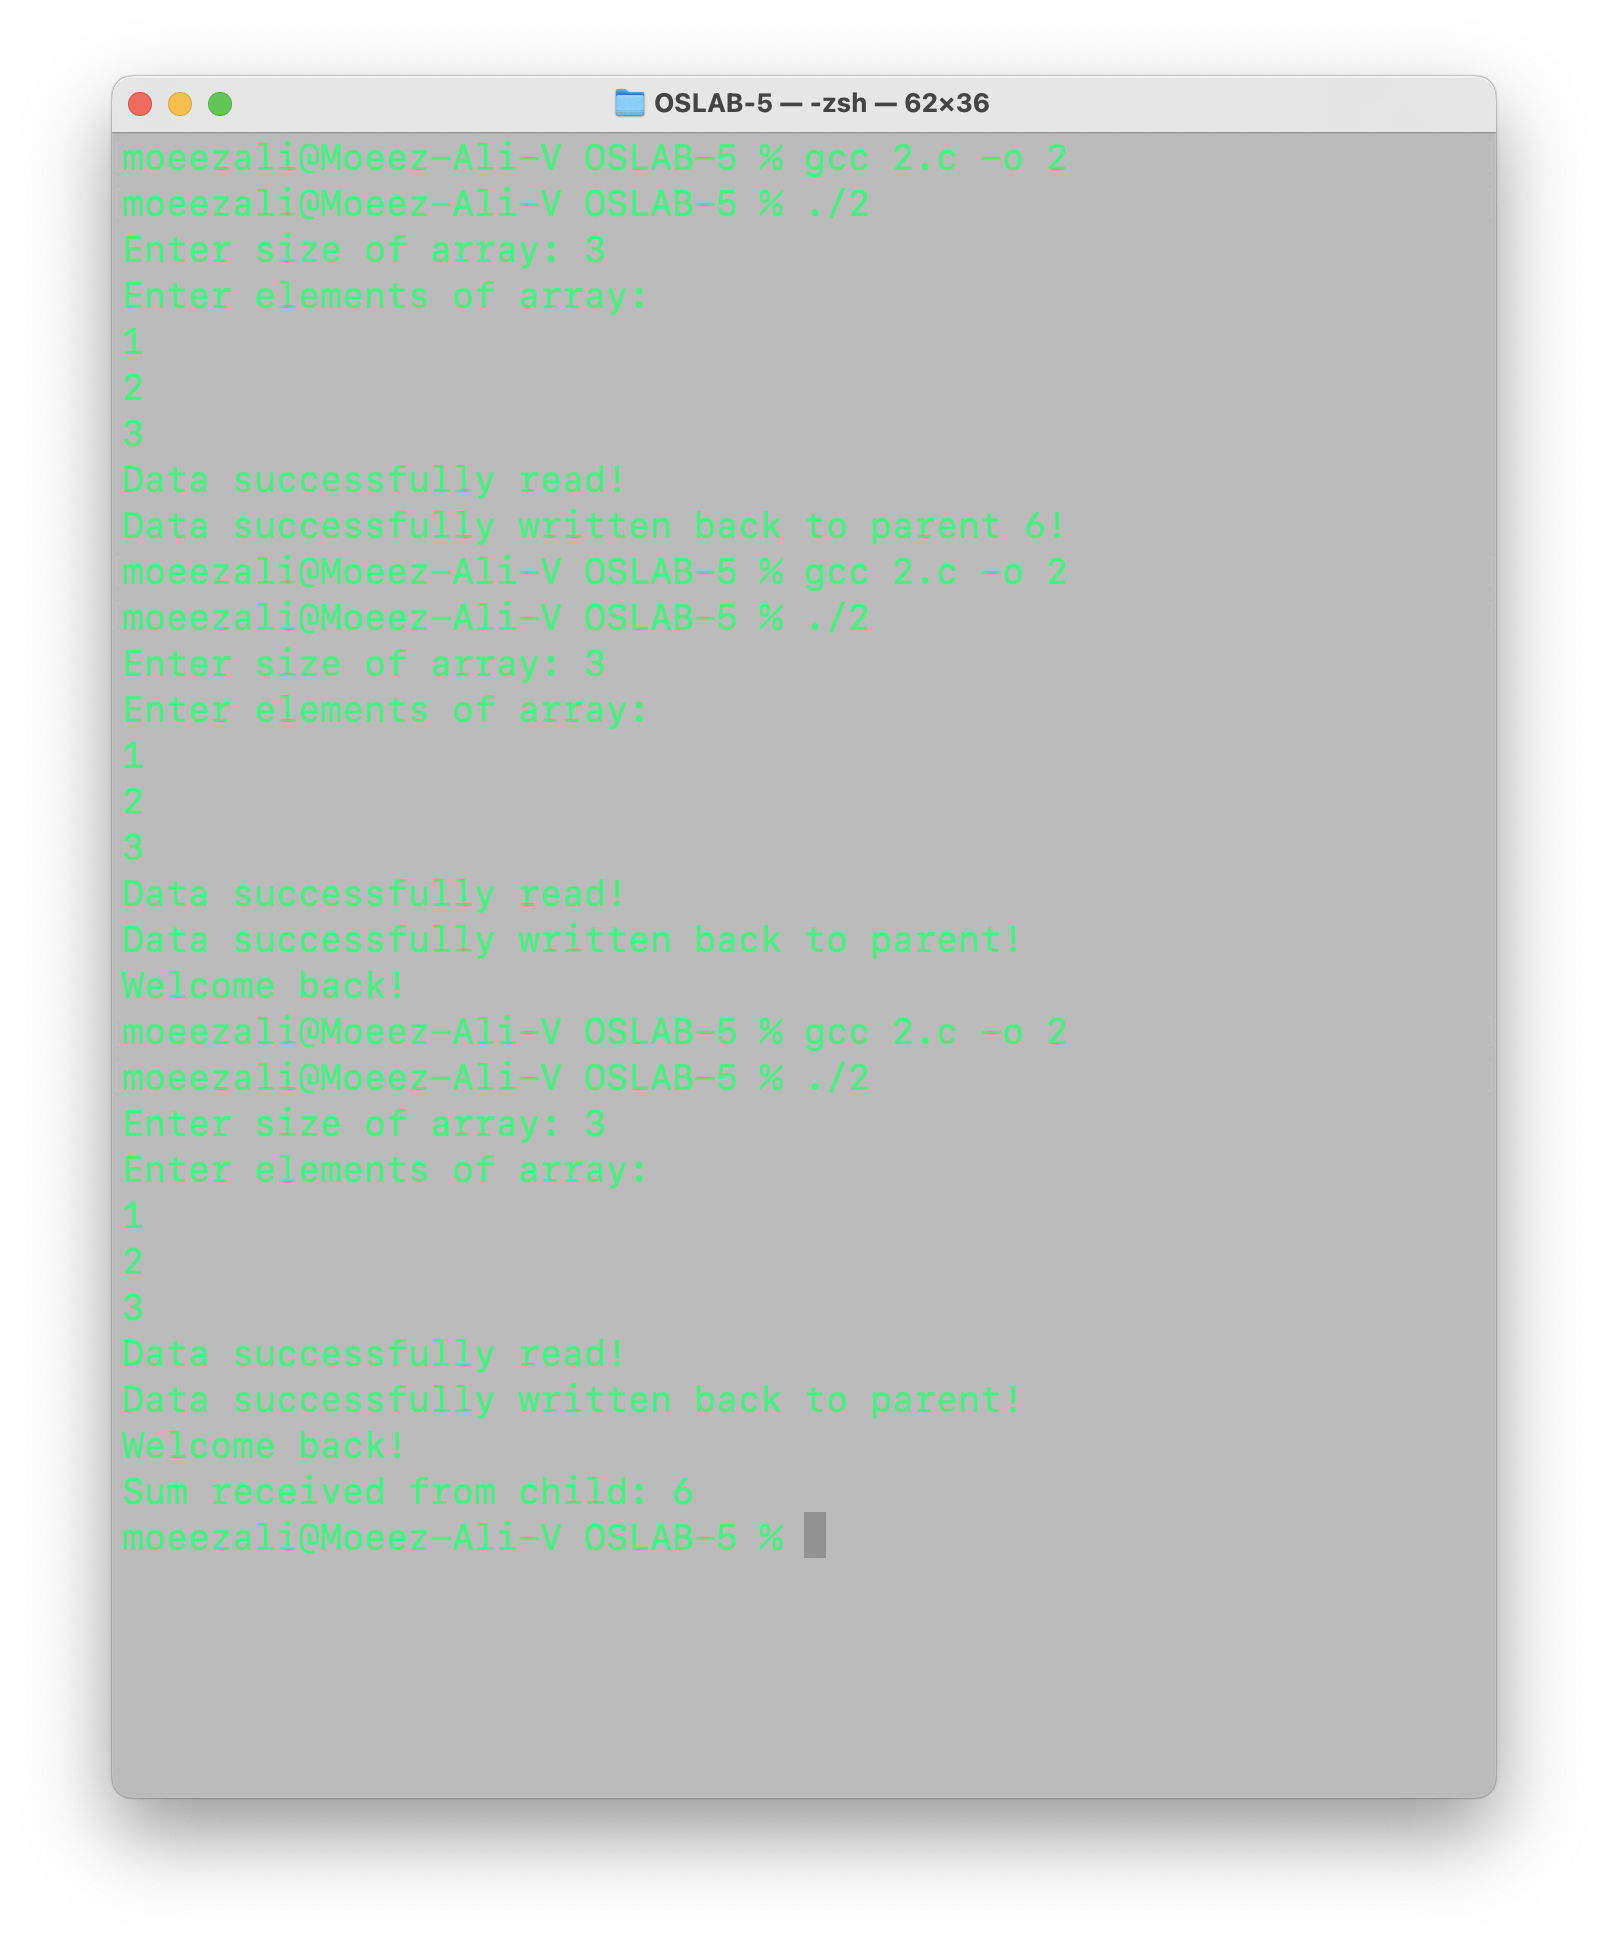 OSLAB-5 — -zsh — 62×36
moeezali@Moeez-Ali-V OSLAB-5 % gcc 2.c -o 2
moeezali@Moeez-Ali-V OSLAB-5 % ./2
Enter size of array: 3
Enter elements of array:
1
2
3
Data successfully read!
Data successfully written back to parent 6!
moeezali@Moeez-Ali-V OSLAB-5 % gcc 2.c -o 2
moeezali@Moeez-Ali-V OSLAB-5 % ./2
Enter size of array: 3
Enter elements of array:
1
2
3
Data successfully read!
Data successfully written back to parent!
Welcome back!
moeezali@Moeez-Ali-V OSLAB-5 % gcc 2.c -o 2
moeezali@Moeez-Ali-V OSLAB-5 % ./2
Enter size of array: 3
Enter elements of array:
1
2
3
Data successfully read!
Data successfully written back to parent!
Welcome back!
Sum received from child: 6
moeezali@Moeez-Ali-V OSLAB-5 %